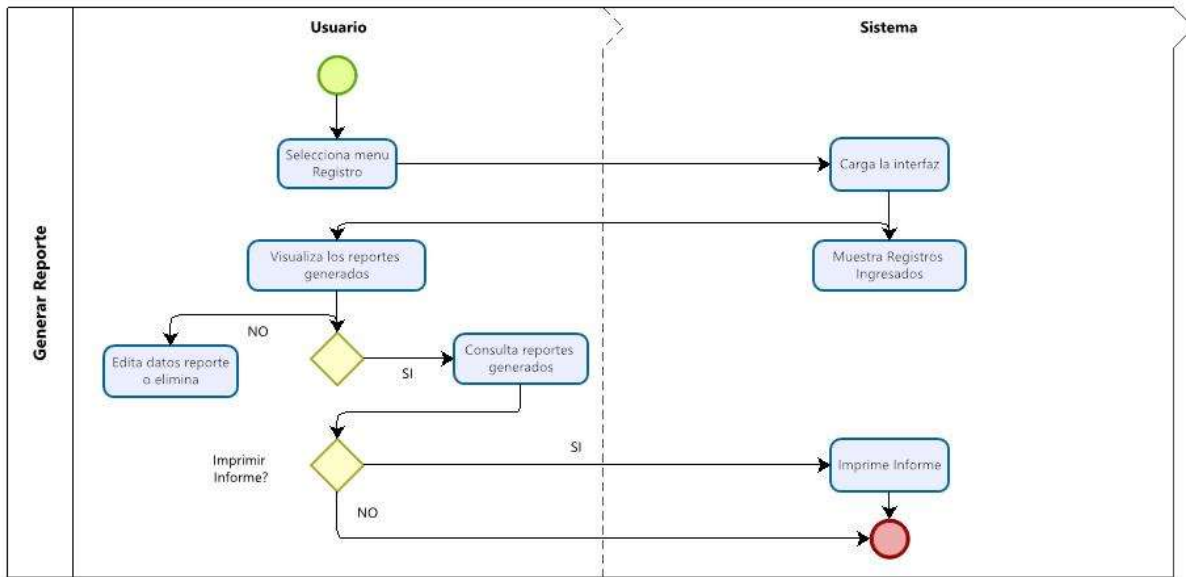 Generar Reporte
Usuario
Sistema
Selecciona menu
Registro
Carga la interfaz
Visualiza los reportes
generados
Muestra Registros
Ingresados
NO
Edita datos reporte
o elimina
SI
Consulta reportes
generados
Imprimir
Informe?
SI
Imprime Informe
NO